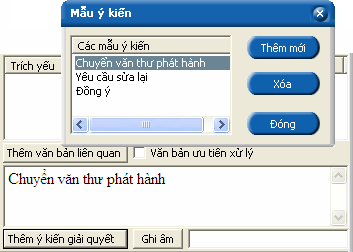 Mẫu ý kiến
Các mẫu ý kiến
Chuyển văn thư phát hành
Yêu cầu sửa lại
Đồng ý
Thêm mới
Xóa
Đóng
Trích yếu
Thêm văn bản liên quan
Văn bản ưu tiên xử lý
Chuyển văn thư phát hành
Thêm ý kiến giải quyết
Ghi âm